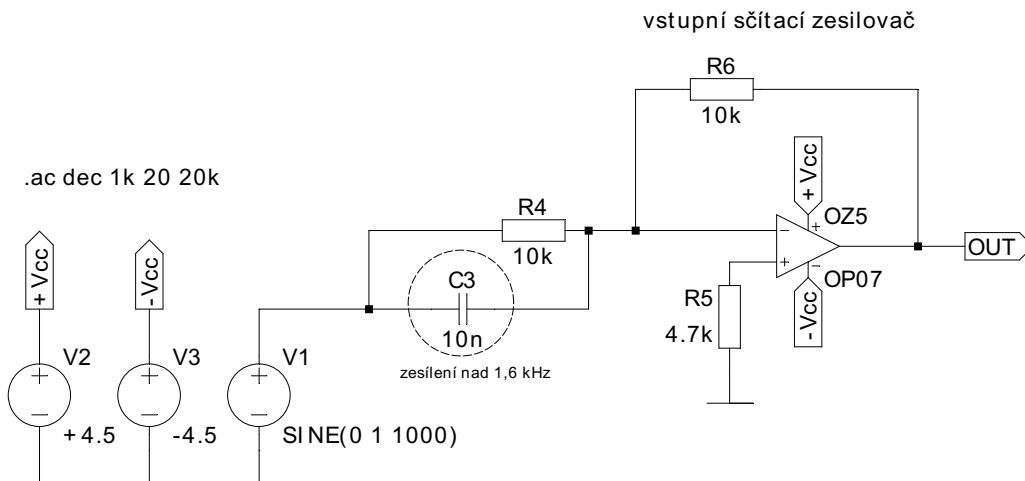 vstupní sčítací zesilovač
R6
10k
.ac dec 1k 20 20k
+Vcc
-Vcc
R4
10k
+Vcc
OZ5
OUT
C3
10n
R5
4.7k
-Vcc
OP07
V2
V3
V1
zesílení nad 1,6 kHz
+4.5
-4.5
SINE(0 1 1000)